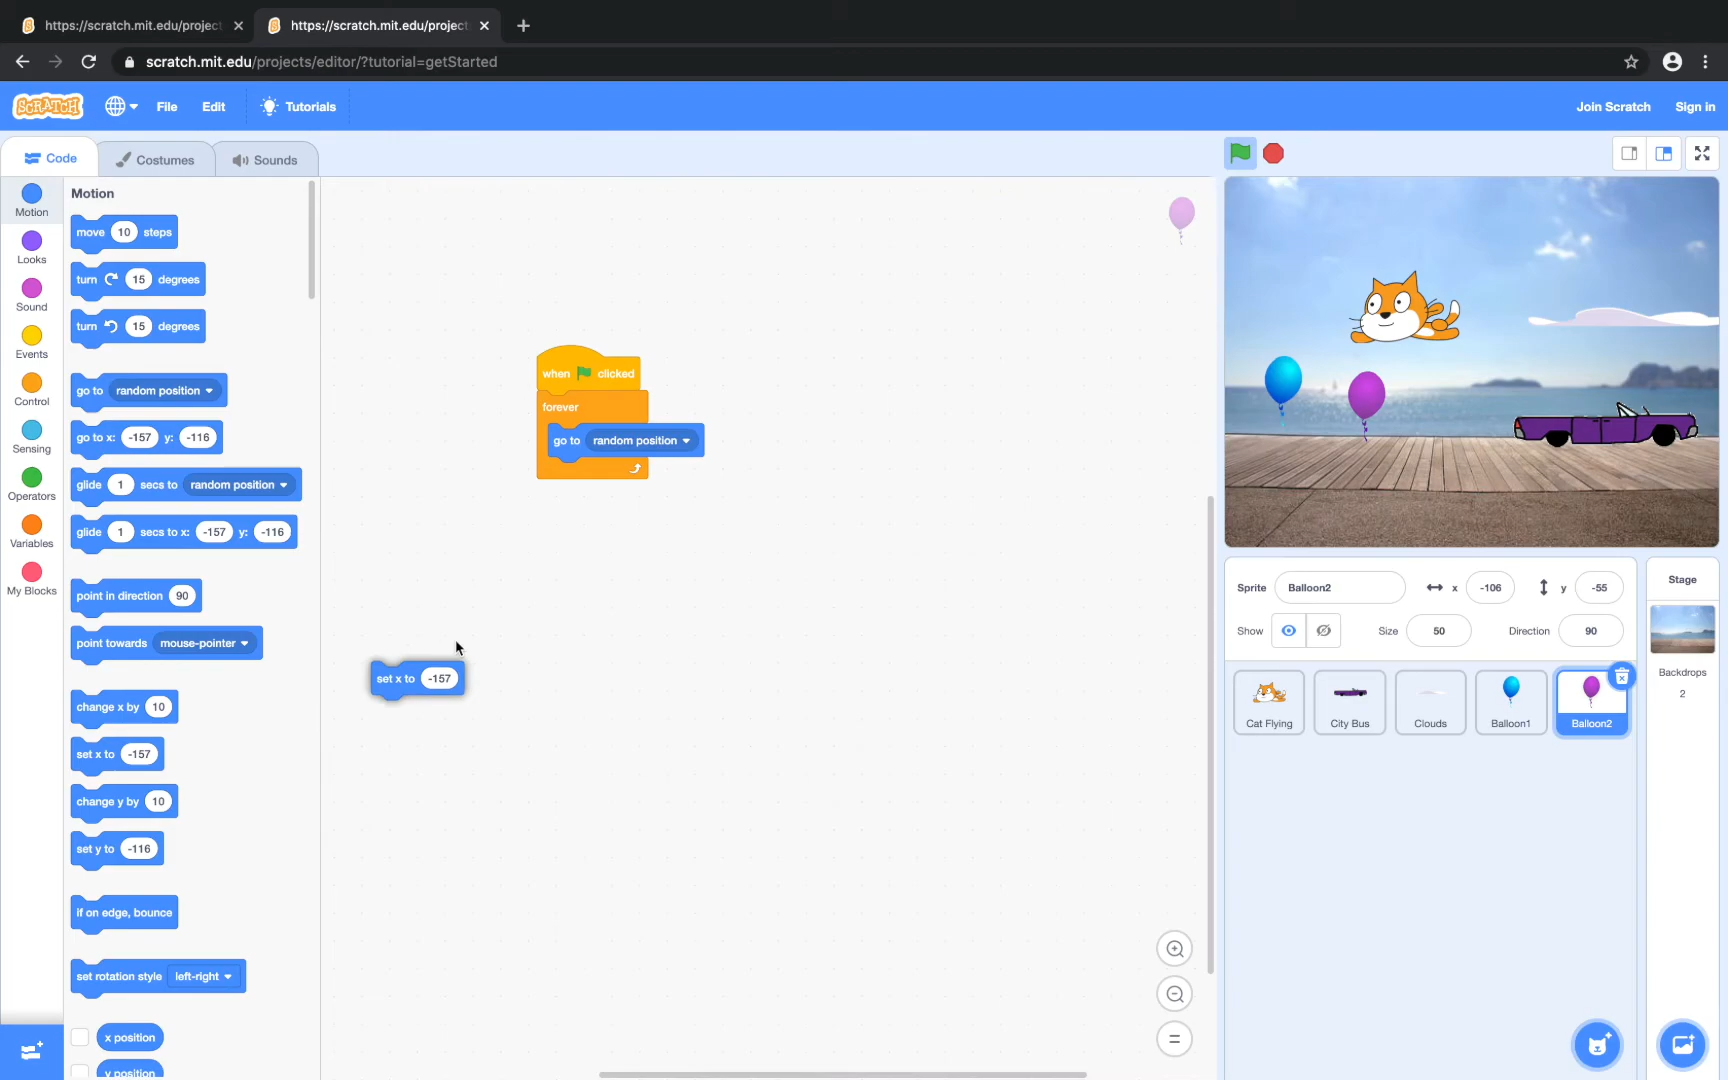 https://scratch.mit.edu/project
https://scratch.mit.edu/project
scratch.mit.edu/projects/editor/?tutorial=getStarted
SCRATCH
File
Edit
Tutorials
Join Scratch
Sign in
Code
Costumes
Sounds
Motion
Looks
Sound
Events
Control
Sensing
Operators
Variables
My Blocks
Motion
move 10 steps
turn 15 degrees
turn 15 degrees
go to random position
go to x: -157 y: -116
glide 1 secs to random position
glide 1 secs to x: -157 y: -116
point in direction 90
point towards mouse-pointer
change x by 10
set x to -157
change y by 10
set y to -116
if on edge, bounce
set rotation style left-right
x position
y position
when clicked
forever
go to random position
set x to -157
Sprite Balloon2 x -106 y -55
Show Size 50 Direction 90
Cat Flying
City Bus
Clouds
Balloon1
Balloon2
Stage
Backdrops
2